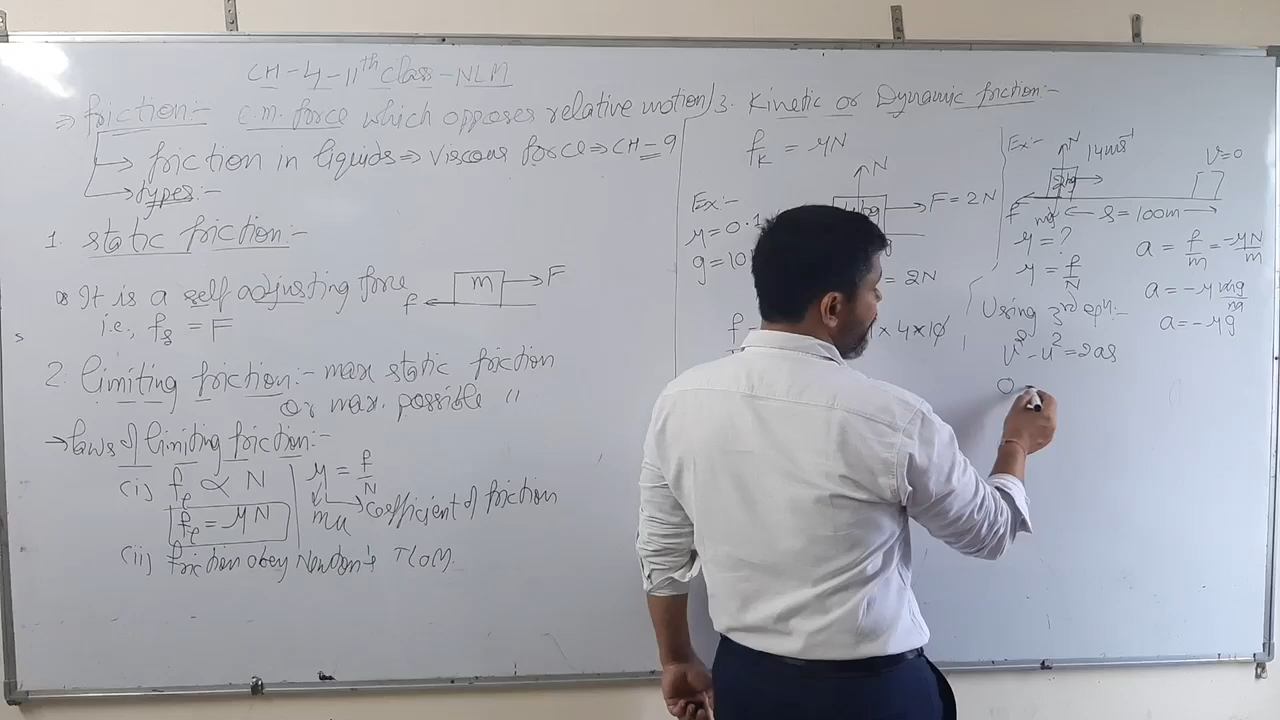 CH-4-11th class-NLM
⇒ friction:- C.M. force which opposes relative motion/
→ friction in liquids ⇒ viscous force ⇒ CH=9
→ types:-
1. static friction:-
It is a self adjusting force
i.e., fs = F
m → F
f
2. Limiting friction:- max static friction
or max. possible "
→ laws of limiting friction:-
(i) fl ∝ N
fl = μN
μ = f/N
mu
Coefficient of friction
(ii) friction obey Newton's TLOM.
3. Kinetic or Dynamic friction:-
fK = μN
Ex:-
μ=0.1
g=10
N
F = 2N
= 2N
× 4×10
Ex:-
N
14ms⁻¹
v=0
2kg
f
mg
← s=100m →
μ = ?
μ = f/N
Using 3rd eqn:-
v²-u²=2as
0
a = f/m = -μN/m
a = -μ mg/m
a = -μg